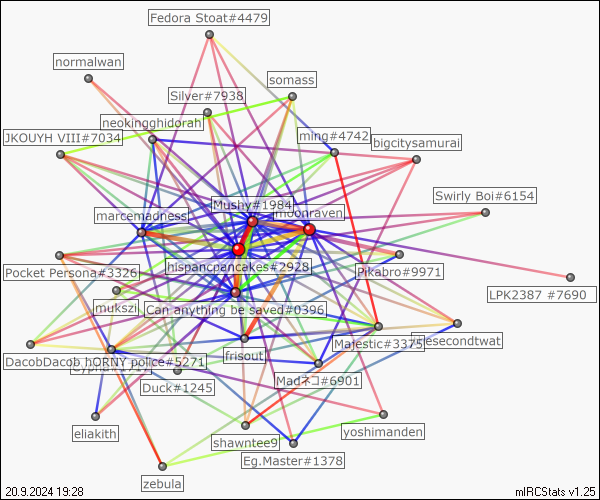 Fedora Stoat#4479
normalwan
somass
Silver#7938
neokingghidorah
ming#4742
JKOUYH VIII#7034
bigcitysamurai
Swirly Boi#6154
Mushy#1984
moonraven
marcemadness
hispancpancakes#2928
Pocket Persona#3326
Pikabro#9971
LPK2387 #7690
mukszi
Can anything be saved#0396
Majestic#3375
esecondtwat
frisout
DacobDacob
hORNY police#5271
Madネコ#6901
Duck#1245
eliakith
yoshimanden
shawntee9
Eg.Master#1378
zebula
20.9.2024 19:28
mIRCStats v1.25